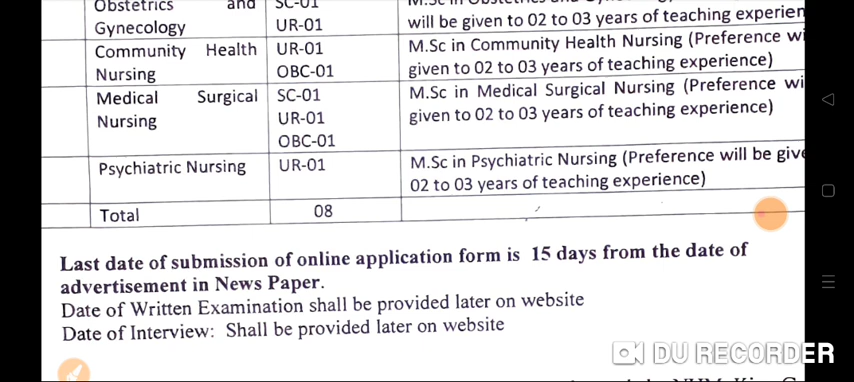 Obstetrics and SC-01
Gynecology UR-01 will be given to 02 to 03 years of teaching experien
Community Health UR-01 M.Sc in Community Health Nursing (Preference wi
Nursing OBC-01 given to 02 to 03 years of teaching experience)
Medical Surgical SC-01 M.Sc in Medical Surgical Nursing (Preference wi
Nursing UR-01 given to 02 to 03 years of teaching experience)
OBC-01
Psychiatric Nursing UR-01 M.Sc in Psychiatric Nursing (Preference will be give
02 to 03 years of teaching experience)
Total 08
Last date of submission of online application form is 15 days from the date of
advertisement in News Paper.
Date of Written Examination shall be provided later on website
Date of Interview: Shall be provided later on website
DU RECORDER